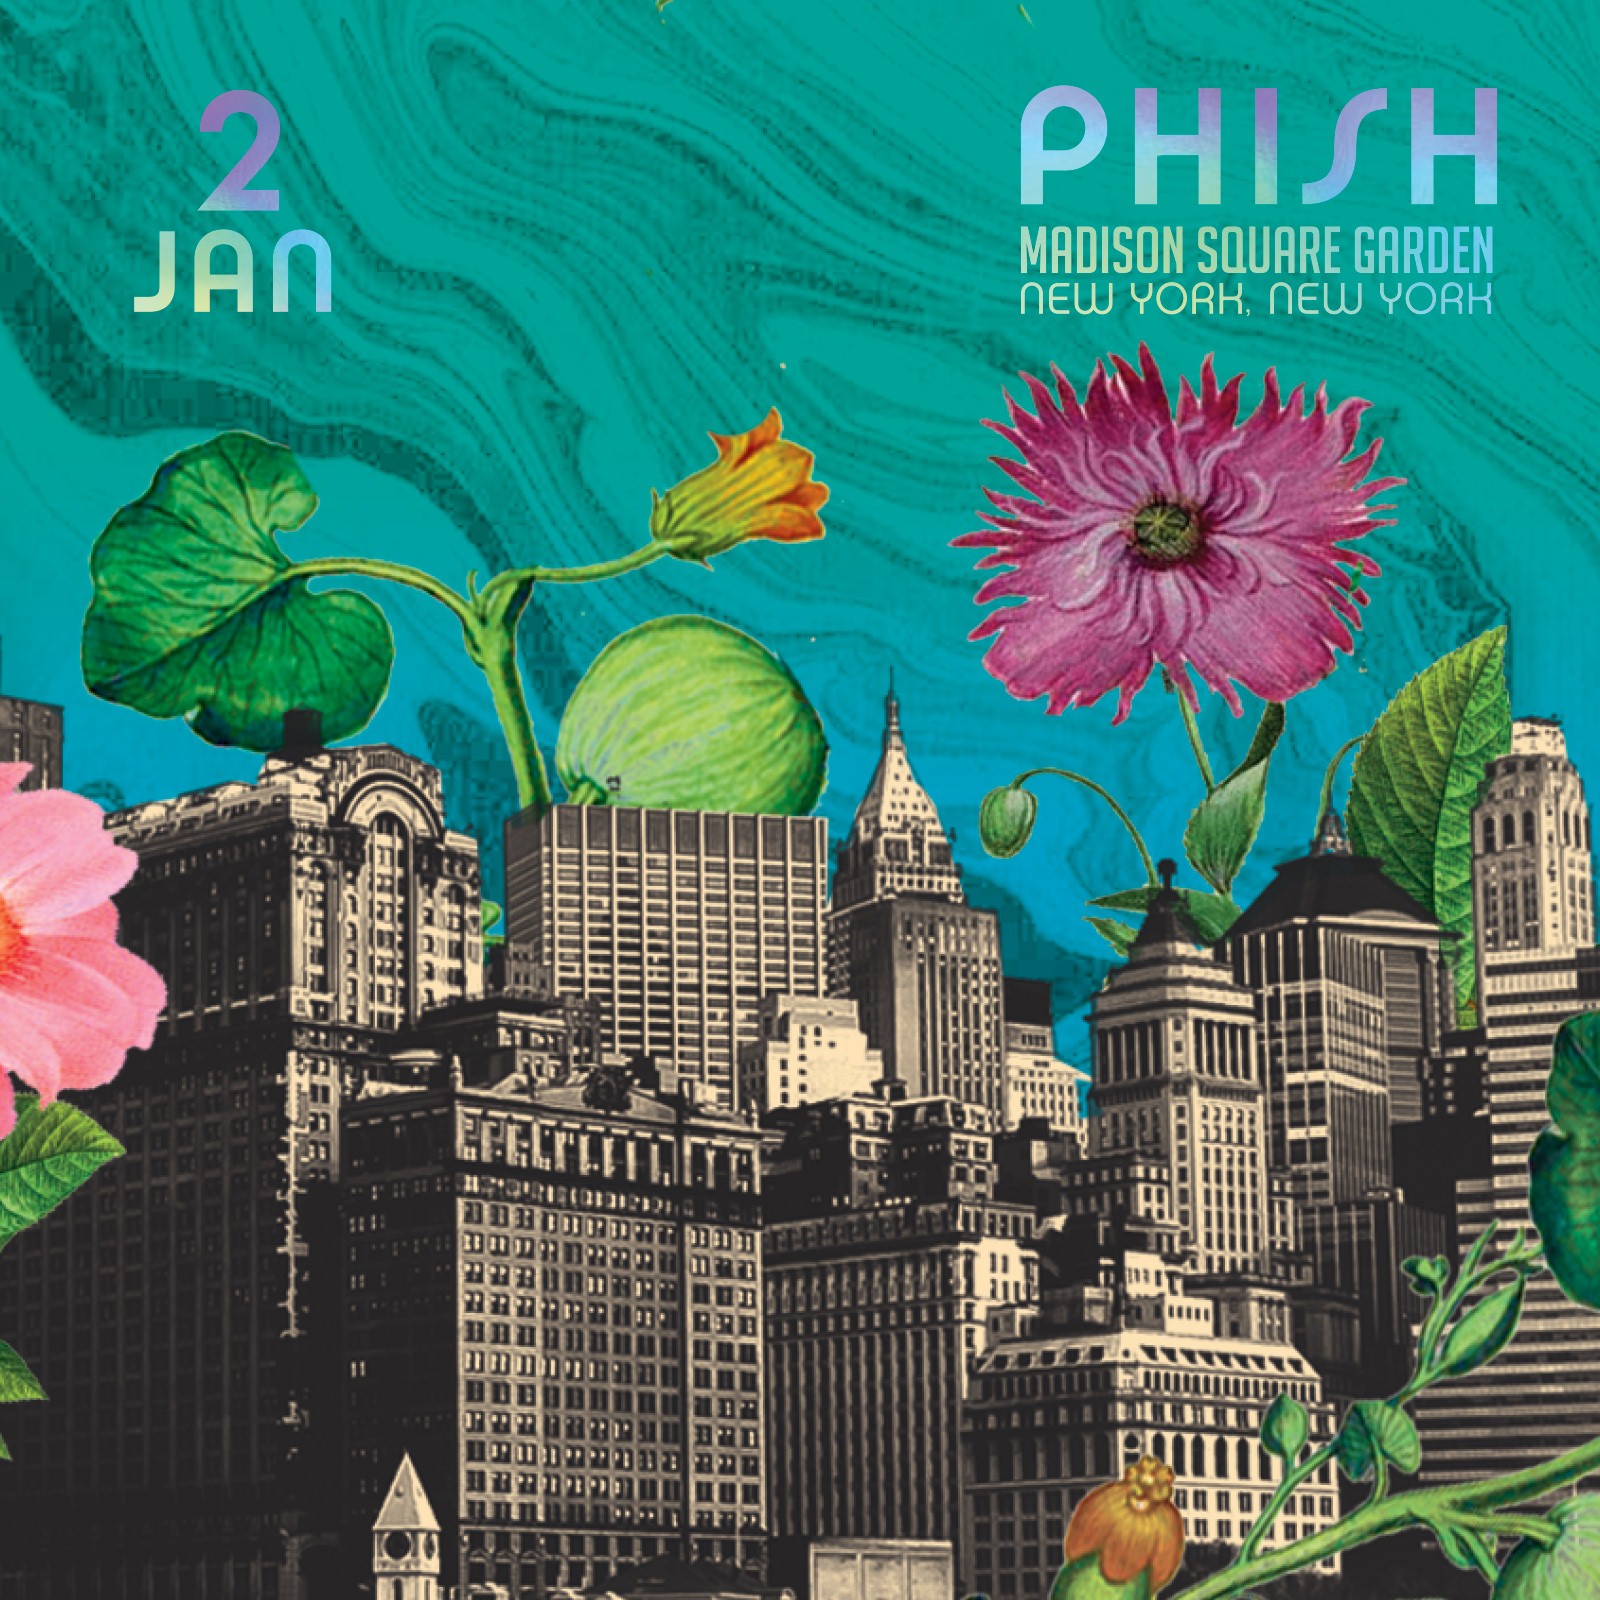 2
JAN
PHISH
MADISON SQUARE GARDEN
NEW YORK, NEW YORK